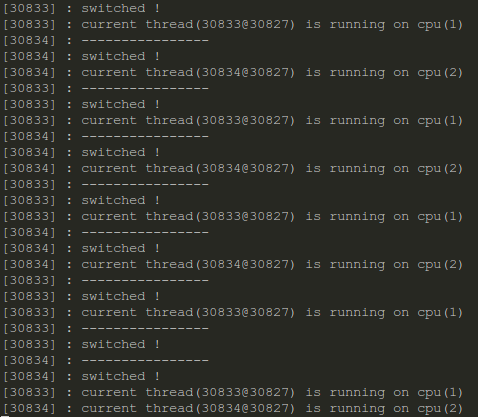 [30833] : switched !
[30833] : current thread(30833@30827) is running on cpu(1)
[30834] : ----------------
[30834] : switched !
[30834] : current thread(30834@30827) is running on cpu(2)
[30833] : ----------------
[30833] : switched !
[30833] : current thread(30833@30827) is running on cpu(1)
[30834] : ----------------
[30834] : switched !
[30834] : current thread(30834@30827) is running on cpu(2)
[30833] : ----------------
[30833] : switched !
[30833] : current thread(30833@30827) is running on cpu(1)
[30834] : ----------------
[30834] : switched !
[30834] : current thread(30834@30827) is running on cpu(2)
[30833] : ----------------
[30833] : switched !
[30833] : current thread(30833@30827) is running on cpu(1)
[30833] : ----------------
[30833] : switched !
[30834] : ----------------
[30834] : switched !
[30833] : current thread(30833@30827) is running on cpu(1)
[30834] : current thread(30834@30827) is running on cpu(2)